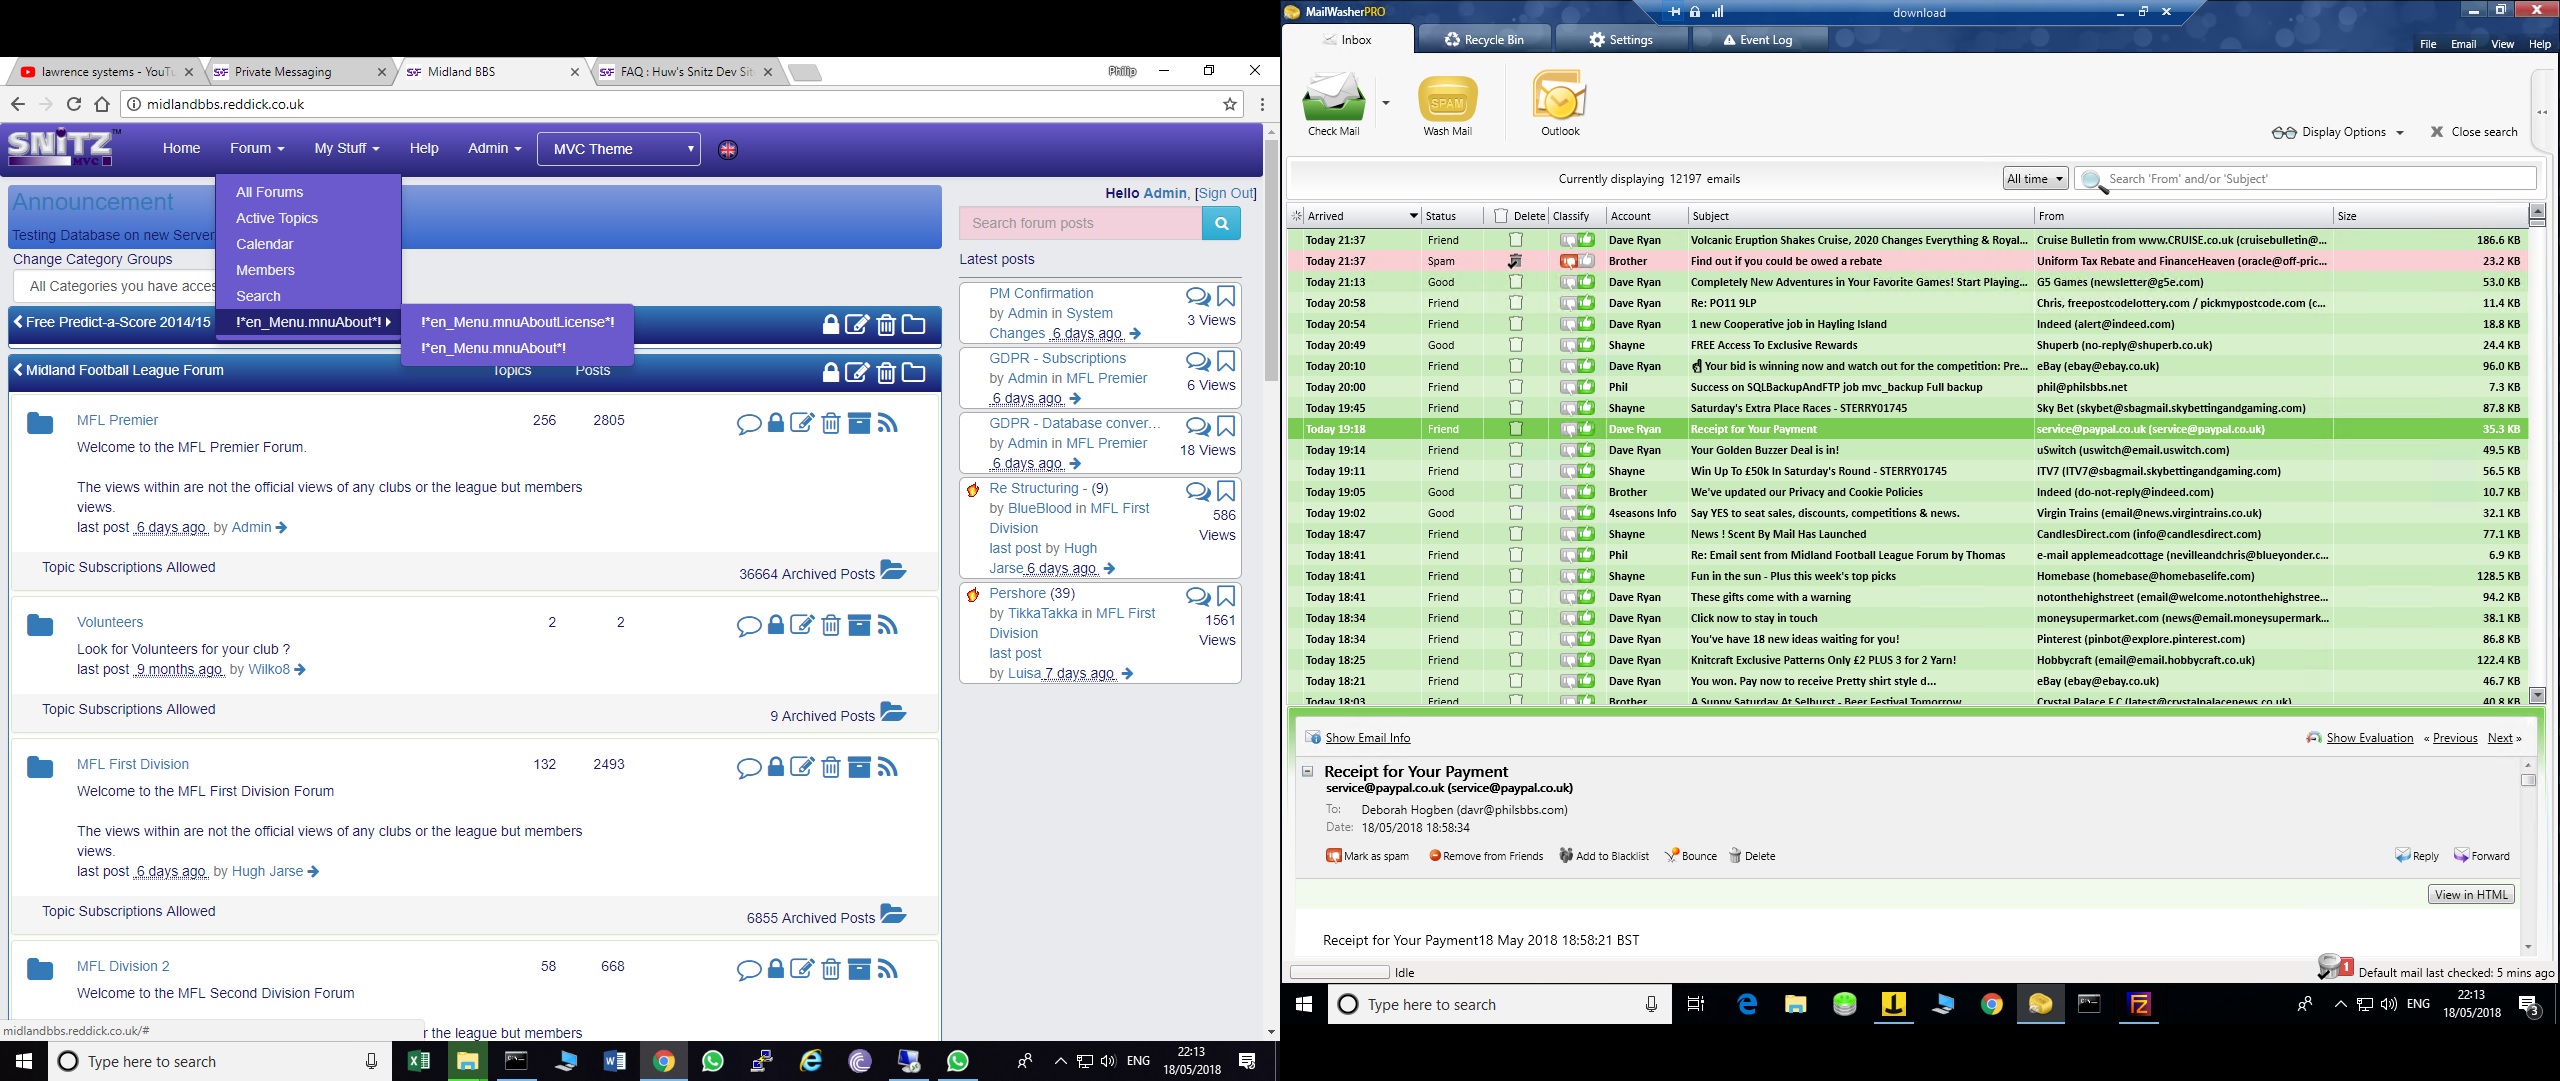 lawrence systems - YouTu
Private Messaging
Midland BBS
FAQ : Huw's Snitz Dev Sit
Philip
midlandbbs.reddick.co.uk
SNITZ™
MVC
Home
Forum
My Stuff
Help
Admin
MVC Theme
All Forums
Active Topics
Calendar
Members
Search
!*en_Menu.mnuAbout*!
!*en_Menu.mnuAboutLicense*!
!*en_Menu.mnuAbout*!
Announcement
Testing Database on new Server
Change Category Groups
All Categories you have acces
Free Predict-a-Score 2014/15
Midland Football League Forum Topics Posts
MFL Premier 256 2805
Welcome to the MFL Premier Forum.
The views within are not the official views of any clubs or the league but members
views.
last post 6 days ago by Admin
Topic Subscriptions Allowed
36664 Archived Posts
Volunteers 2 2
Look for Volunteers for your club ?
last post 9 months ago by Wilko8
Topic Subscriptions Allowed
9 Archived Posts
MFL First Division 132 2493
Welcome to the MFL First Division Forum
The views within are not the official views of any clubs or the league but members
views.
last post 6 days ago by Hugh Jarse
Topic Subscriptions Allowed
6855 Archived Posts
MFL Division 2 58 668
Welcome to the MFL Second Division Forum
r the league but members
midlandbbs.reddick.co.uk/#
Hello Admin, [Sign Out]
Search forum posts
Latest posts
PM Confirmation
by Admin in System
Changes 6 days ago
3 Views
GDPR - Subscriptions
by Admin in MFL Premier
6 days ago
6 Views
GDPR - Database conver...
by Admin in MFL Premier
6 days ago
18 Views
Re Structuring - (9)
by BlueBlood in MFL First
Division
last post by Hugh
Jarse 6 days ago
586
Views
Pershore (39)
by TikkaTakka in MFL First
Division
last post
by Luisa 7 days ago
1561
Views
Type here to search
ENG
22:13
18/05/2018
MailWasherPRO
download
Inbox
Recycle Bin
Settings
Event Log
File Email View Help
Check Mail
SPAM
Wash Mail
Outlook
Display Options
Close search
Currently displaying 12197 emails
All time
Search 'From' and/or 'Subject'
Arrived Status Delete Classify Account Subject From Size
Today 21:37 Friend Dave Ryan Volcanic Eruption Shakes Cruise, 2020 Changes Everything & Royal... Cruise Bulletin from www.CRUISE.co.uk (cruisebulletin@... 186.6 KB
Today 21:37 Spam Brother Find out if you could be owed a rebate Uniform Tax Rebate and FinanceHeaven (oracle@off-pric... 23.2 KB
Today 21:13 Good Dave Ryan Completely New Adventures in Your Favorite Games! Start Playing... G5 Games (newsletter@g5e.com) 53.0 KB
Today 20:58 Friend Dave Ryan Re: PO11 9LP Chris, freepostcodelottery.com / pickmypostcode.com (c... 11.4 KB
Today 20:54 Friend Dave Ryan 1 new Cooperative job in Hayling Island Indeed (alert@indeed.com) 18.8 KB
Today 20:49 Good Shayne FREE Access To Exclusive Rewards Shuperb (no-reply@shuperb.co.uk) 24.4 KB
Today 20:10 Friend Dave Ryan Your bid is winning now and watch out for the competition: Pre... eBay (ebay@ebay.co.uk) 96.0 KB
Today 20:00 Friend Phil Success on SQLBackupAndFTP job mvc_backup Full backup phil@philsbbs.net 7.3 KB
Today 19:45 Friend Shayne Saturday's Extra Place Races - STERRY01745 Sky Bet (skybet@sbagmail.skybettingandgaming.com) 87.8 KB
Today 19:18 Friend Dave Ryan Receipt for Your Payment service@paypal.co.uk (service@paypal.co.uk) 35.3 KB
Today 19:14 Friend Dave Ryan Your Golden Buzzer Deal is in! uSwitch (uswitch@email.uswitch.com) 49.5 KB
Today 19:11 Friend Shayne Win Up To £50k In Saturday's Round - STERRY01745 ITV7 (ITV7@sbagmail.skybettingandgaming.com) 56.5 KB
Today 19:05 Good Brother We've updated our Privacy and Cookie Policies Indeed (do-not-reply@indeed.com) 10.7 KB
Today 19:02 Good 4seasons Info Say YES to seat sales, discounts, competitions & news. Virgin Trains (email@news.virgintrains.co.uk) 32.1 KB
Today 18:47 Friend Shayne News ! Scent By Mail Has Launched CandlesDirect.com (info@candlesdirect.com) 77.1 KB
Today 18:41 Friend Phil Re: Email sent from Midland Football League Forum by Thomas e-mail applemeadcottage (nevilleandchris@blueyonder.c... 6.9 KB
Today 18:41 Friend Shayne Fun in the sun - Plus this week's top picks Homebase (homebase@homebaselife.com) 128.5 KB
Today 18:41 Friend Dave Ryan These gifts come with a warning notonthehighstreet (email@welcome.notonthehighstree... 94.2 KB
Today 18:34 Friend Dave Ryan Click now to stay in touch moneysupermarket.com (news@email.moneysupermark... 38.1 KB
Today 18:34 Friend Dave Ryan You've have 18 new ideas waiting for you! Pinterest (pinbot@explore.pinterest.com) 86.8 KB
Today 18:25 Friend Dave Ryan Knitcraft Exclusive Patterns Only £2 PLUS 3 for 2 Yarn! Hobbycraft (email@email.hobbycraft.co.uk) 122.4 KB
Today 18:21 Friend Dave Ryan You won. Pay now to receive Pretty shirt style d... eBay (ebay@ebay.co.uk) 46.7 KB
Today 18:03 Friend Brother A Sunny Saturday At Selhurst - Beer Festival Tomorrow Crystal Palace F.C (latest@crystalpalacenews.co.uk) 40.8 KB
Show Email Info
Show Evaluation « Previous Next »
Receipt for Your Payment
service@paypal.co.uk (service@paypal.co.uk)
To: Deborah Hogben (davr@philsbbs.com)
Date: 18/05/2018 18:58:34
Mark as spam Remove from Friends Add to Blacklist Bounce Delete
Reply Forward
View in HTML
Receipt for Your Payment18 May 2018 18:58:21 BST
Idle
1
Default mail last checked: 5 mins ago
Type here to search
ENG
22:13
18/05/2018
3